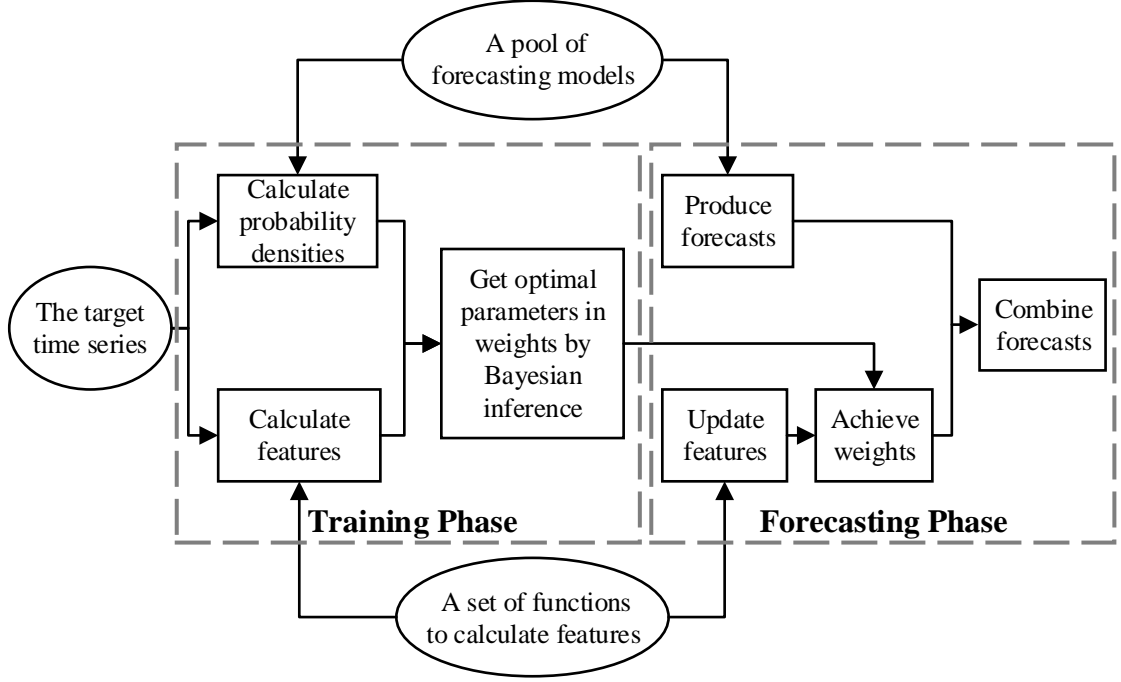 A pool of
forecasting models
Calculate
probability
densities
Produce
forecasts
The target
time series
Get optimal
parameters in
weights by
Bayesian
inference
Combine
forecasts
Calculate
features
Update
features
Achieve
weights
Training Phase
Forecasting Phase
A set of functions
to calculate features